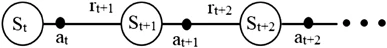 r_{t+1} r_{t+2}
S_t S_{t+1} S_{t+2} • • •
a_t a_{t+1} a_{t+2}